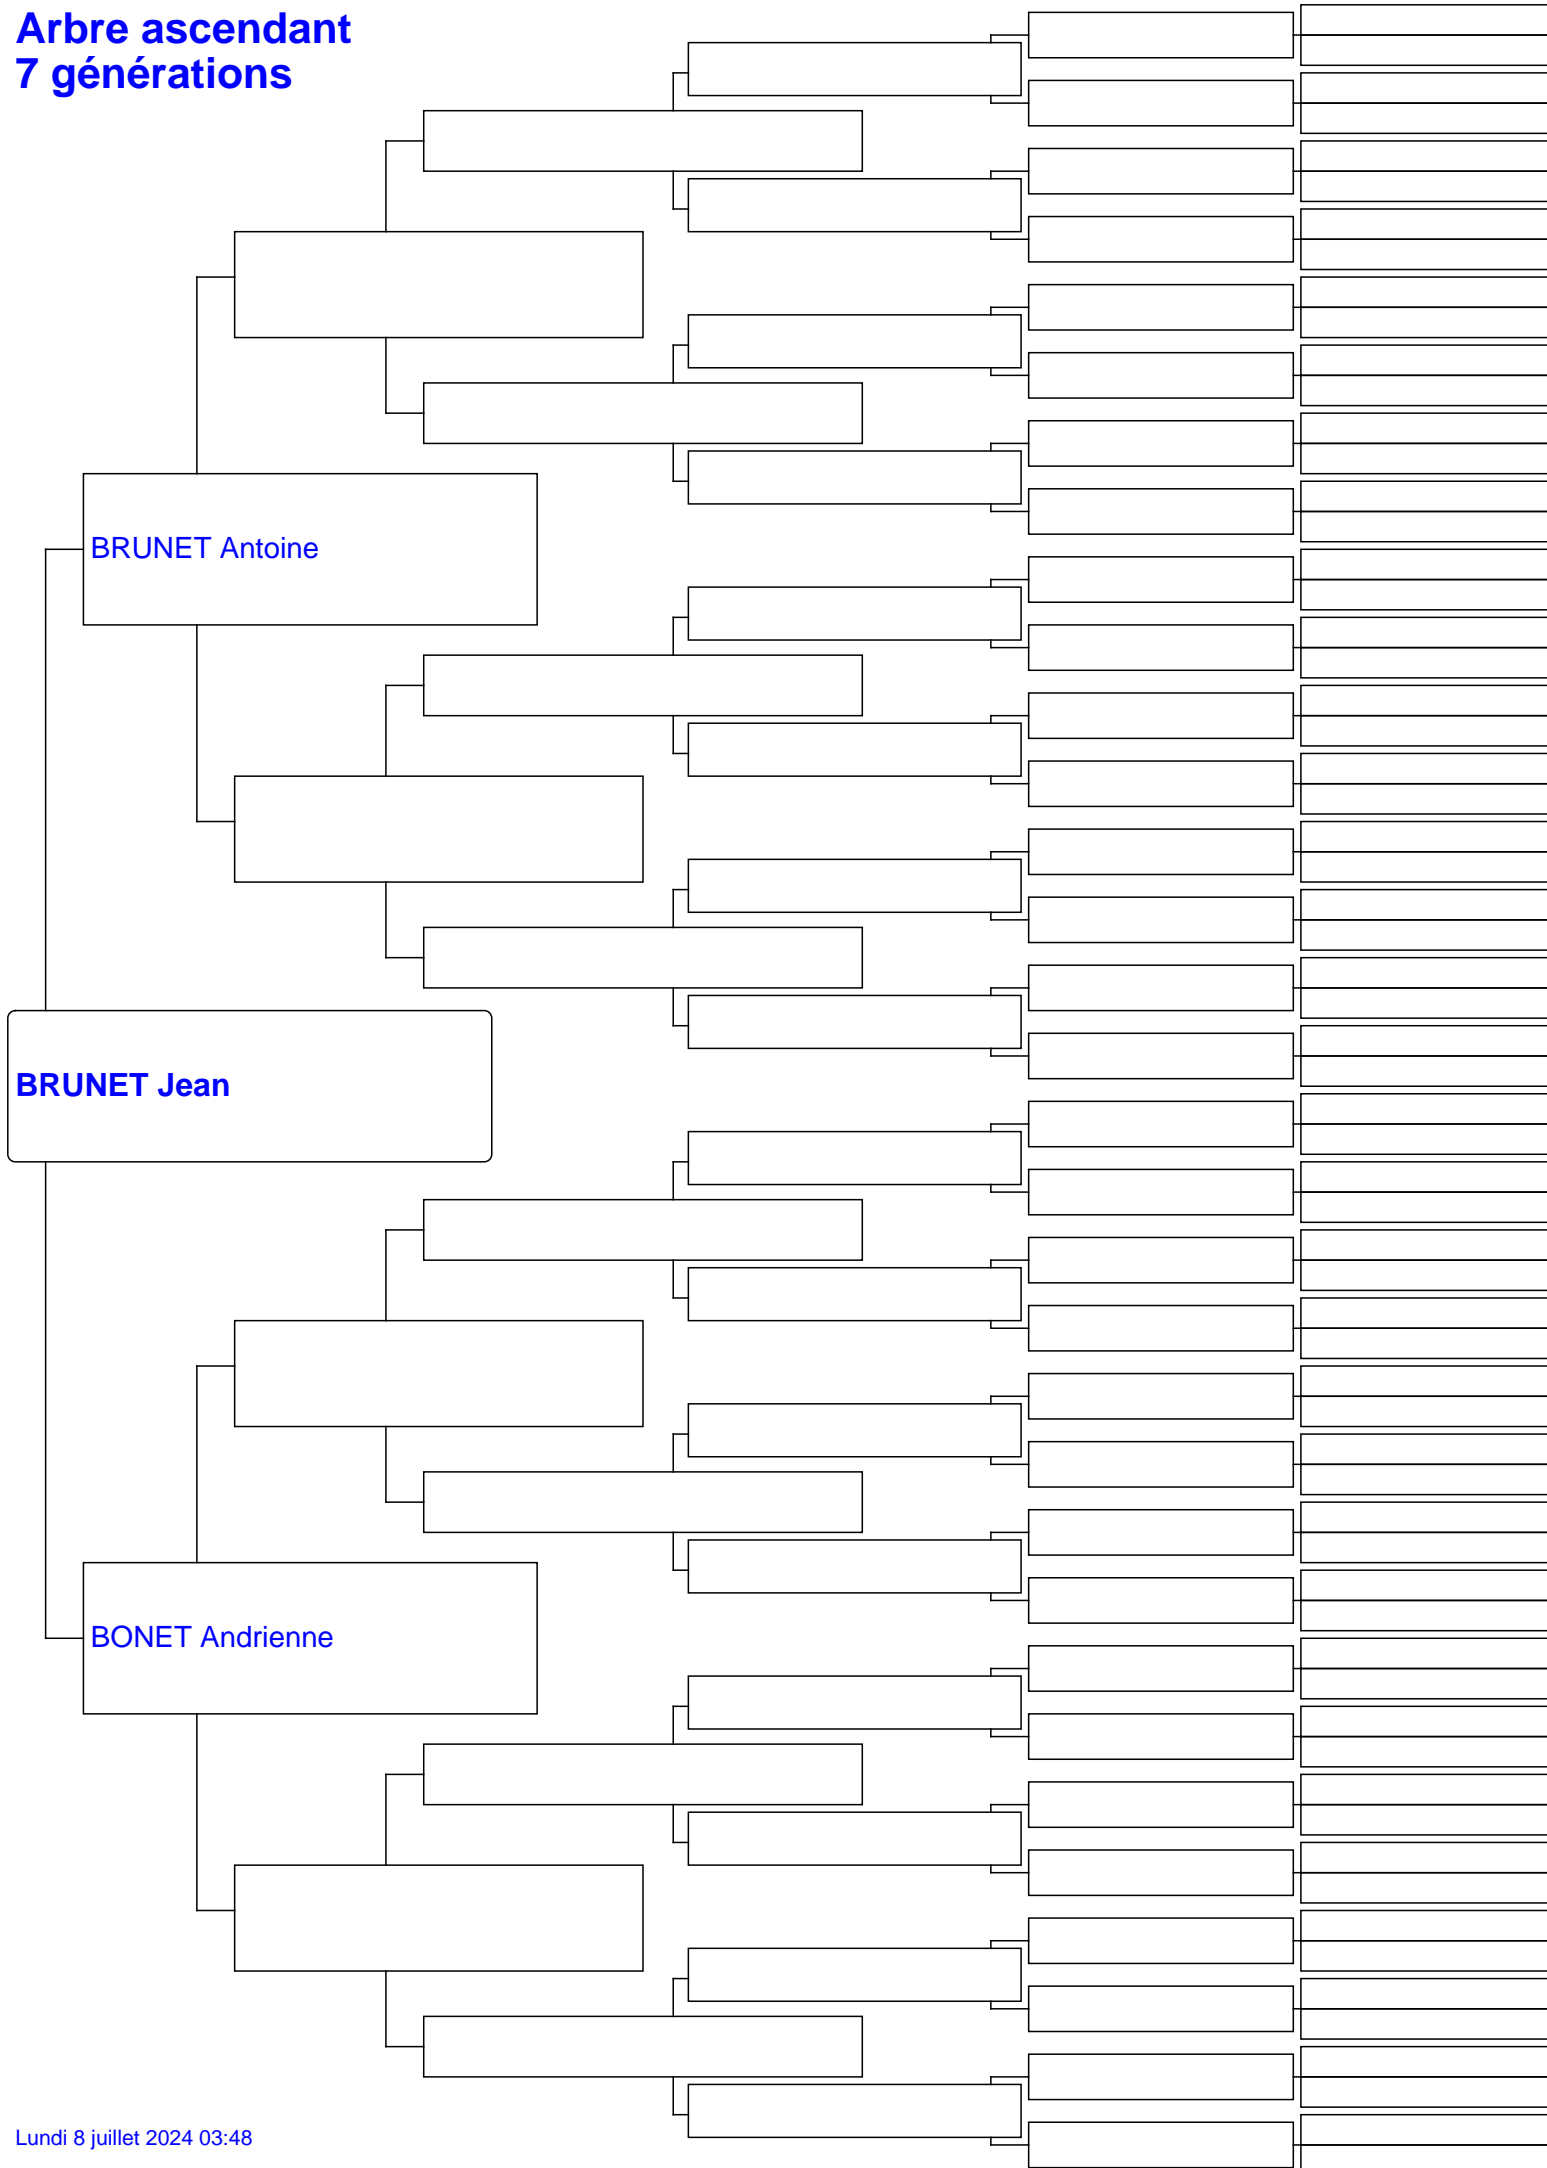 Arbre ascendant
7 générations
BRUNET Antoine
BRUNET Jean
BONET Andrienne
Lundi 8 juillet 2024 03:48